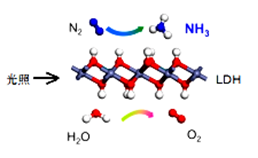 N₂ NH₃
光照 LDH
H₂O O₂